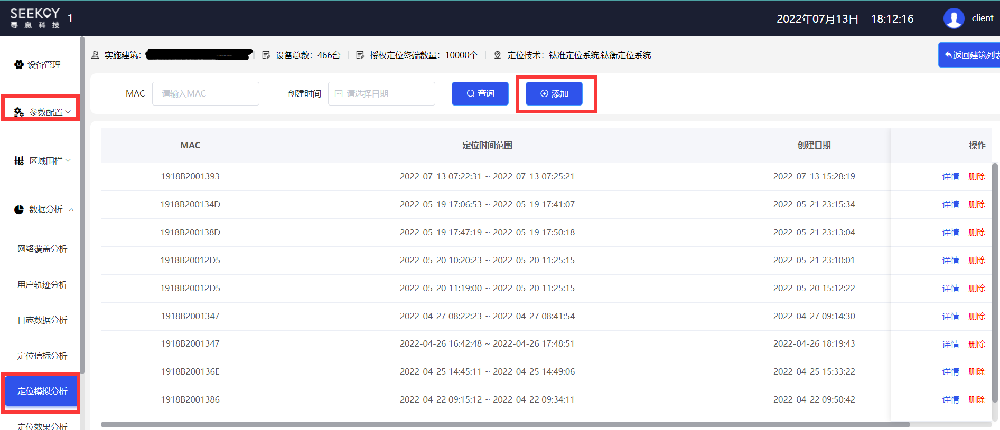 SEEKCY
寻息科技 1
2022年07月13日 18:12:16 client
设备管理
参数配置
区域围栏
数据分析
网络覆盖分析
用户轨迹分析
日志数据分析
定位信标分析
定位模拟分析
定位效果分析
实施建筑： 设备总数：466台 授权定位终端数量：10000个 定位技术：钛准定位系统,钛衡定位系统
返回建筑列表
MAC 请输入MAC 创建时间 请选择日期 查询 添加
MAC 定位时间范围 创建日期 操作
1918B2001393 2022-07-13 07:22:31 ~ 2022-07-13 07:25:21 2022-07-13 15:28:19 详情 删除
1918B200134D 2022-05-19 17:06:53 ~ 2022-05-19 17:41:07 2022-05-21 23:15:34 详情 删除
1918B200138D 2022-05-19 17:47:19 ~ 2022-05-19 17:50:18 2022-05-21 23:13:04 详情 删除
1918B20012D5 2022-05-20 10:20:23 ~ 2022-05-20 11:25:15 2022-05-21 23:10:01 详情 删除
1918B20012D5 2022-05-20 11:19:00 ~ 2022-05-20 11:25:15 2022-05-20 15:12:22 详情 删除
1918B2001347 2022-04-27 08:22:23 ~ 2022-04-27 08:41:54 2022-04-27 09:14:30 详情 删除
1918B2001347 2022-04-26 16:42:48 ~ 2022-04-26 17:48:51 2022-04-26 18:19:43 详情 删除
1918B200136E 2022-04-25 14:45:11 ~ 2022-04-25 14:49:06 2022-04-25 15:33:22 详情 删除
1918B2001386 2022-04-22 09:15:12 ~ 2022-04-22 09:34:11 2022-04-22 09:50:42 详情 删除